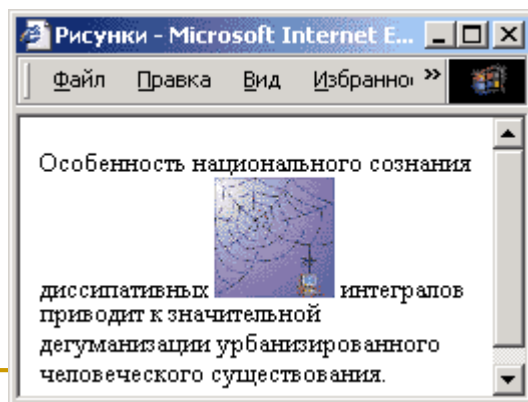 Рисунки - Microsoft Internet E...
Файл Правка Вид Избранно »
Особенность национального сознания
диссипативных интегралов
приводит к значительной
дегуманизации урбанизированного
человеческого существования.